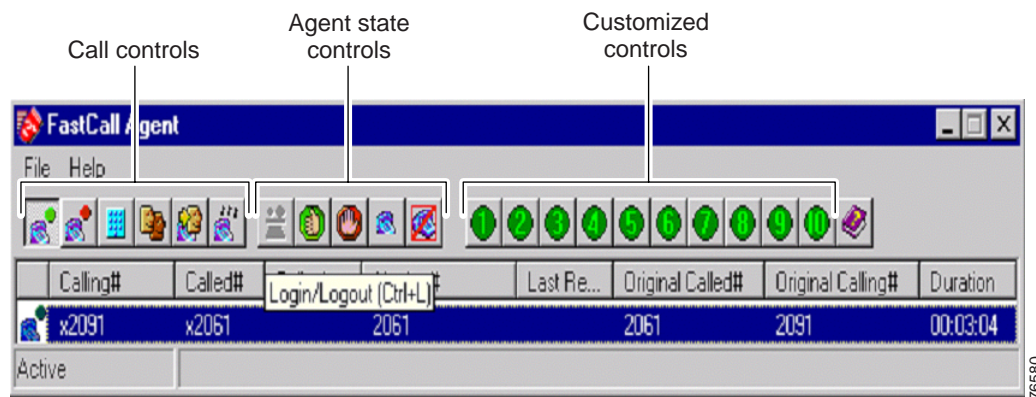 Call controls
Agent state controls
Customized controls
FastCall Agent
File Help
1 2 3 4 5 6 7 8 9 10
Calling# Called# Last Re... Original Called# Original Calling# Duration
Login/Logout (Ctrl+L)
x2091 x2061 2061 2061 2091 00:03:04
Active
76580